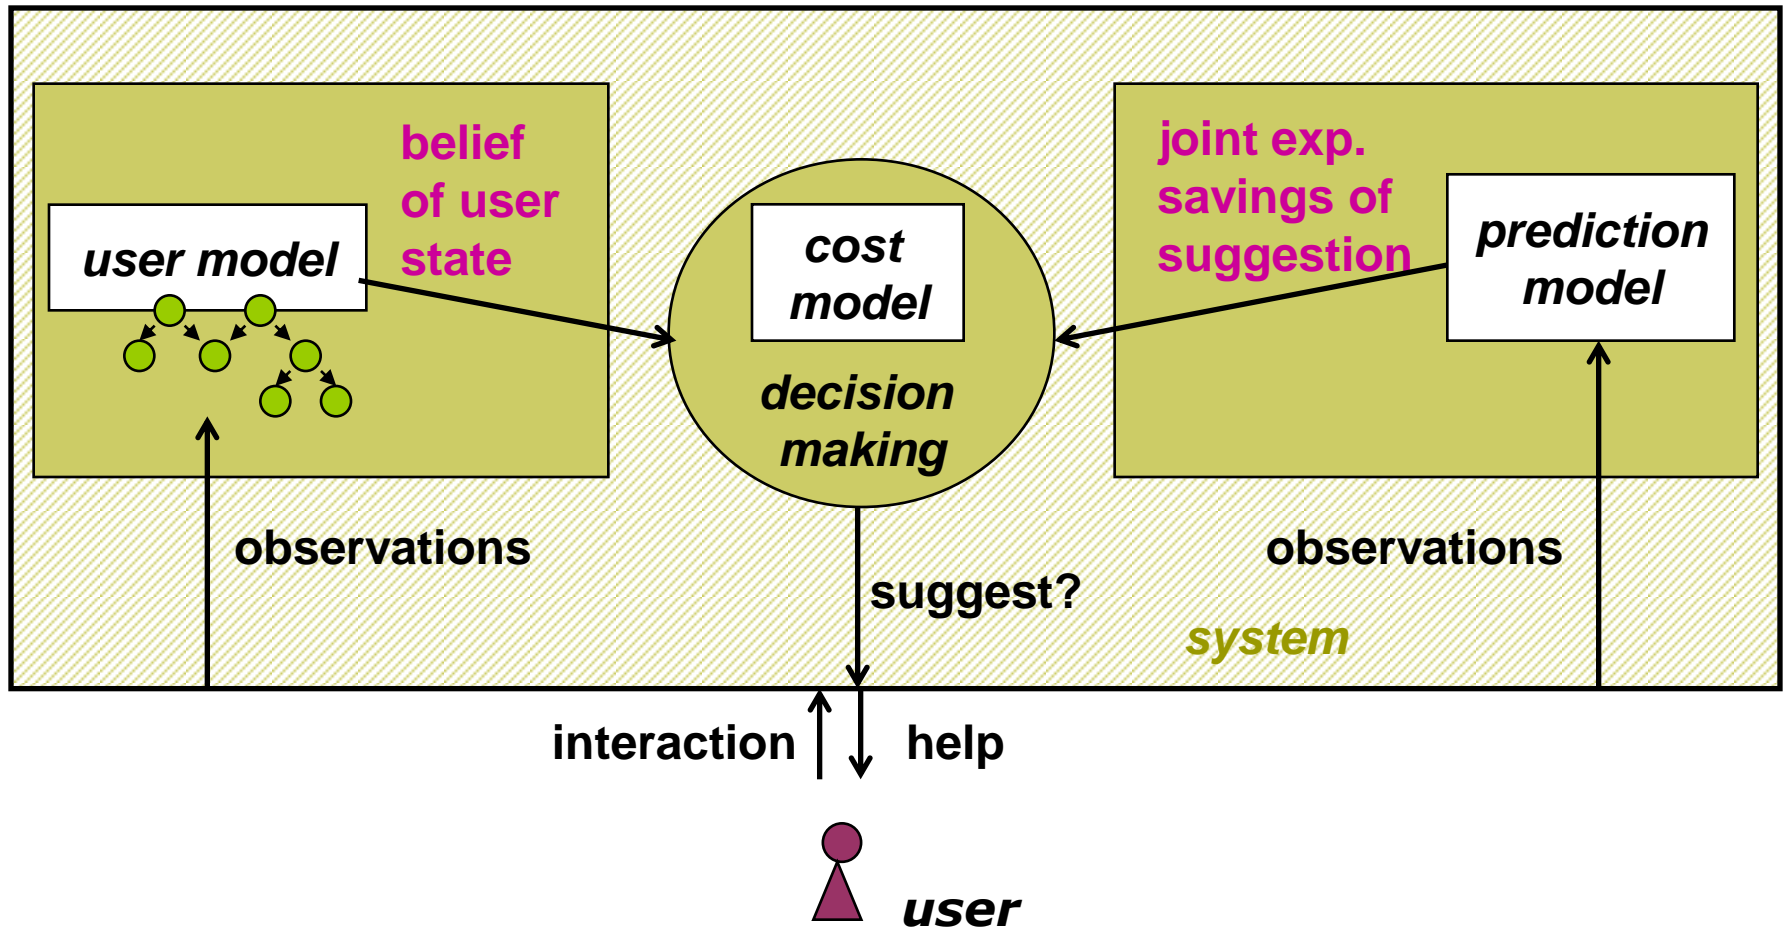 belief
of user
state
user model
cost
model
decision
making
joint exp.
savings of
suggestion
prediction
model
observations
suggest?
observations
system
interaction
help
user